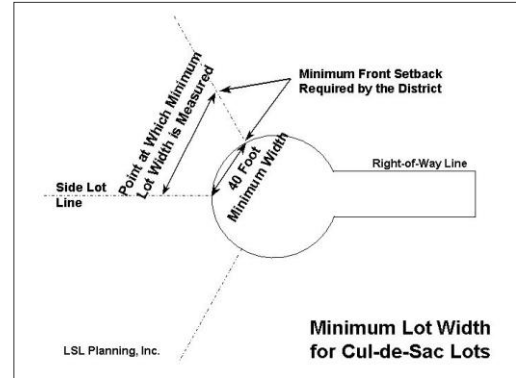 Point at Which Minimum
Lot Width is Measured
Minimum Front Setback
Required by the District
40 Foot
Minimum Width
Right-of-Way Line
Side Lot
Line
Minimum Lot Width
for Cul-de-Sac Lots
LSL Planning, Inc.